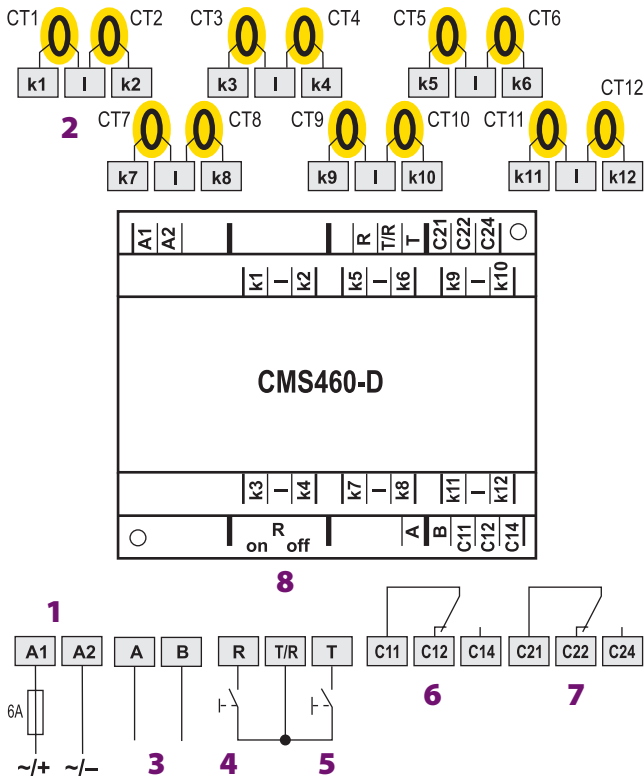 CT1 CT2 CT3 CT4 CT5 CT6
k1 l k2 k3 l k4 k5 l k6
2 CT7 CT8 CT9 CT10 CT11 CT12
k7 l k8 k9 l k10 k11 l k12
A1 A2 R T/R T C21 C22 C24
k1 l k2 k5 l k6 k9 l k10
CMS460-D
k3 l k4 k7 l k8 k11 l k12
R
on off A B C11 C12 C14
8
1 6 7
A1 A2 A B R T/R T C11 C12 C14 C21 C22 C24
6A
~/+ ~/– 3 4 5